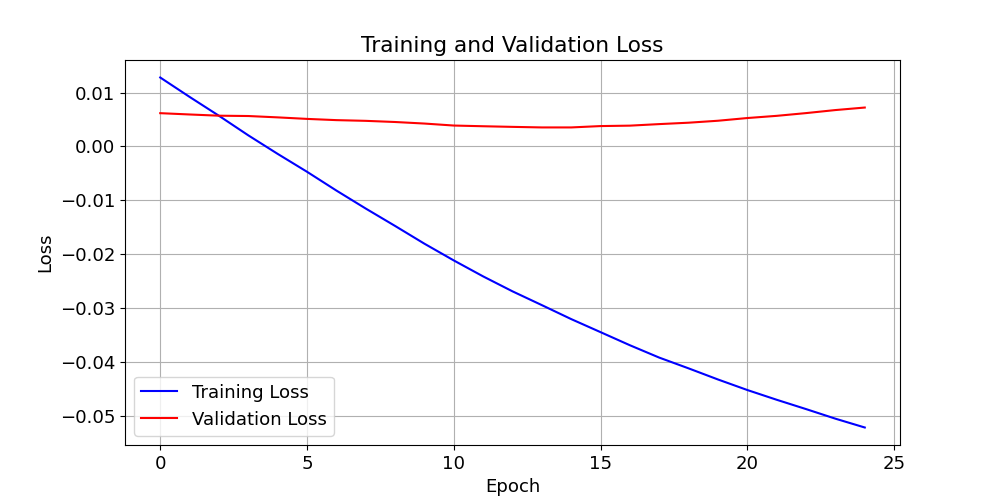 Training and Validation Loss
0.01
0.00
−0.01
−0.02
−0.03
−0.04
−0.05
Loss
Training Loss
Validation Loss
0 5 10 15 20 25
Epoch